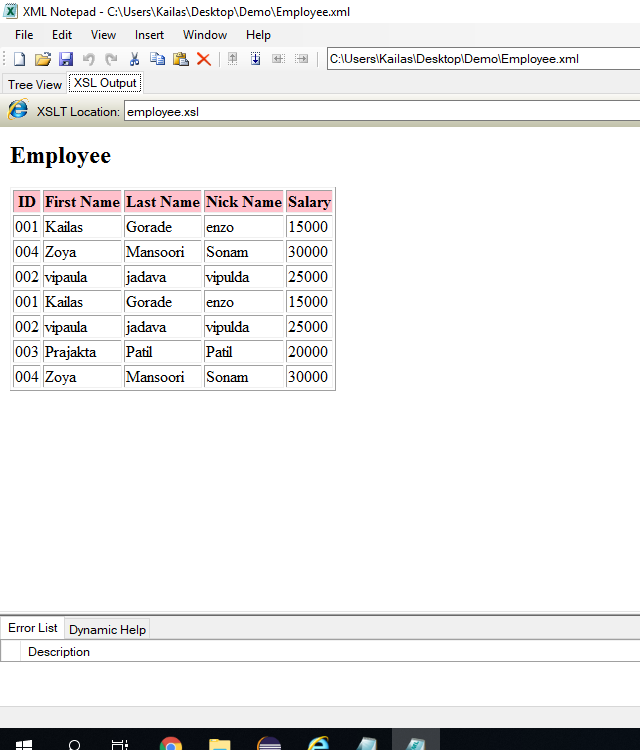 XML Notepad - C:\Users\Kailas\Desktop\Demo\Employee.xml
File Edit View Insert Window Help
C:\Users\Kailas\Desktop\Demo\Employee.xml
Tree View XSL Output
XSLT Location: employee.xsl
Employee
ID First Name Last Name Nick Name Salary
001 Kailas Gorade enzo 15000
004 Zoya Mansoori Sonam 30000
002 vipaula jadava vipulda 25000
001 Kailas Gorade enzo 15000
002 vipaula jadava vipulda 25000
003 Prajakta Patil Patil 20000
004 Zoya Mansoori Sonam 30000
Error List Dynamic Help
Description